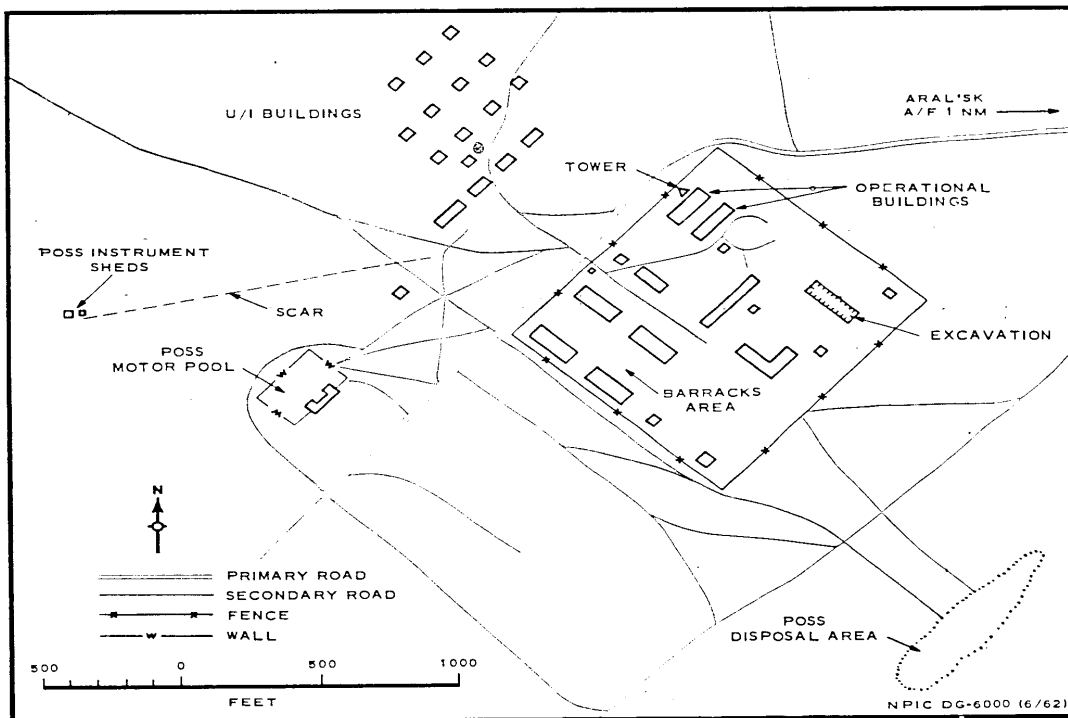 U/I BUILDINGS
ARAL'SK
A/F 1 NM
TOWER
OPERATIONAL
BUILDINGS
POSS INSTRUMENT
SHEDS
SCAR
EXCAVATION
POSS
MOTOR POOL
BARRACKS
AREA
N
PRIMARY ROAD
SECONDARY ROAD
FENCE
W
WALL
POSS
DISPOSAL AREA
500
0
500
1000
FEET
NPIC DG-6000 (6/62)
W
W
W